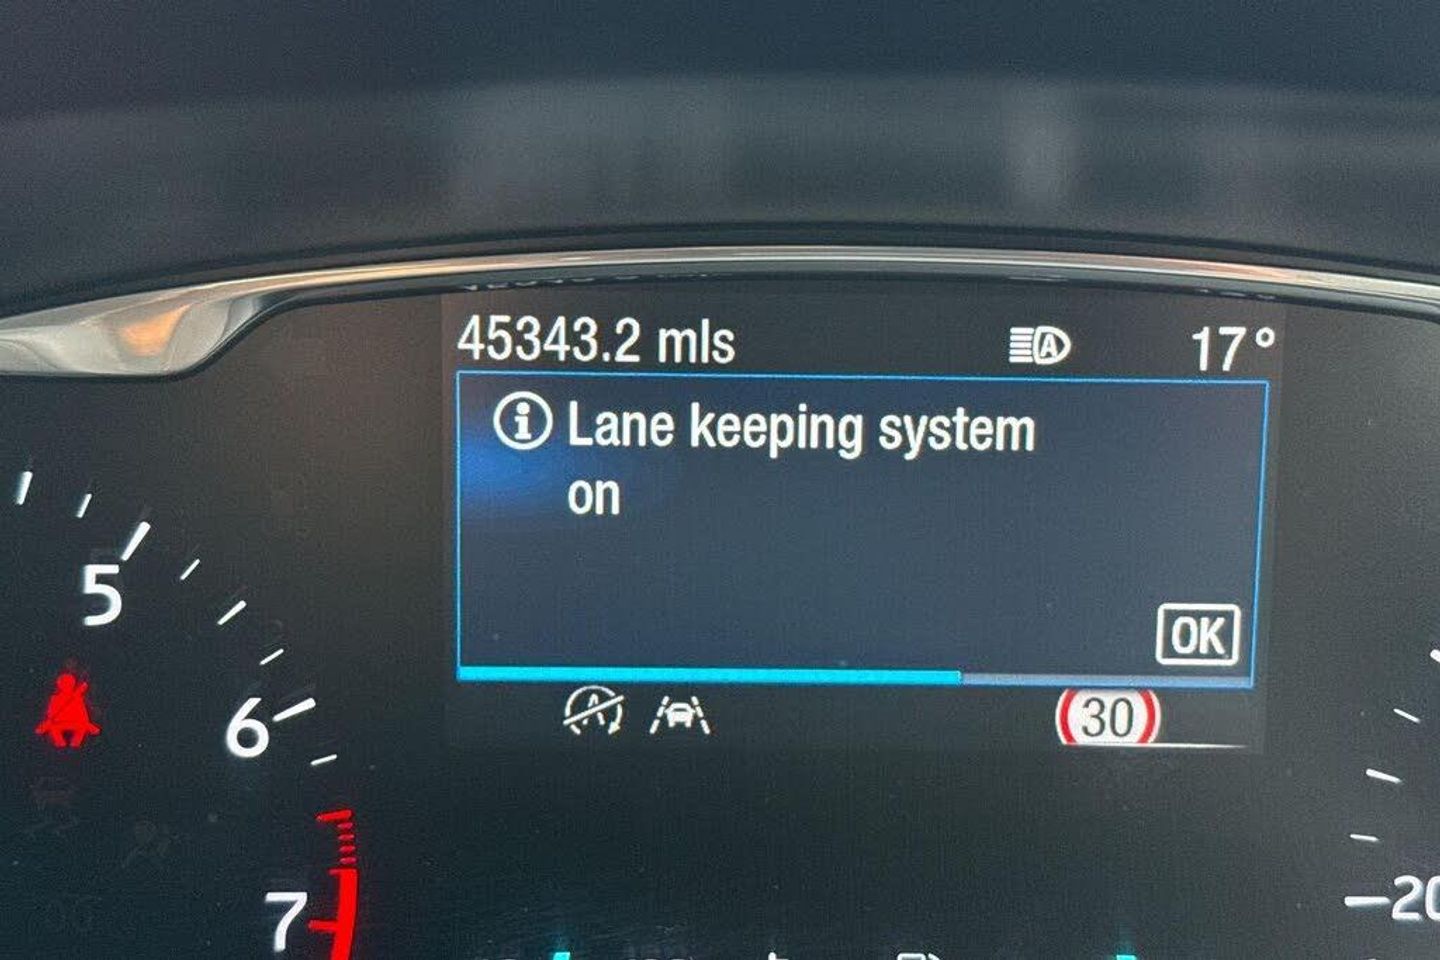 45343.2 mls A 17°
i Lane keeping system
on
OK
A 30
5
6
7
20